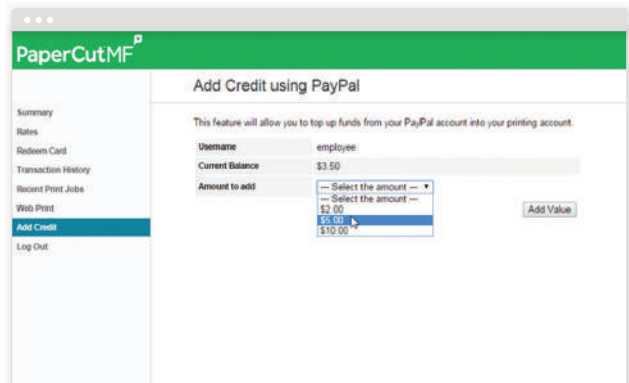 PaperCutMF
Add Credit using PayPal
Summary
Rates
Redeem Card
Transaction History
Recent Print Jobs
Web Print
Add Credit
Log Out
This feature will allow you to top up funds from your PayPal account into your printing account.
Username employee
Current Balance $3.50
Amount to add --- Select the amount ---
--- Select the amount ---
$2.00
$5.00
$10.00
Add Value